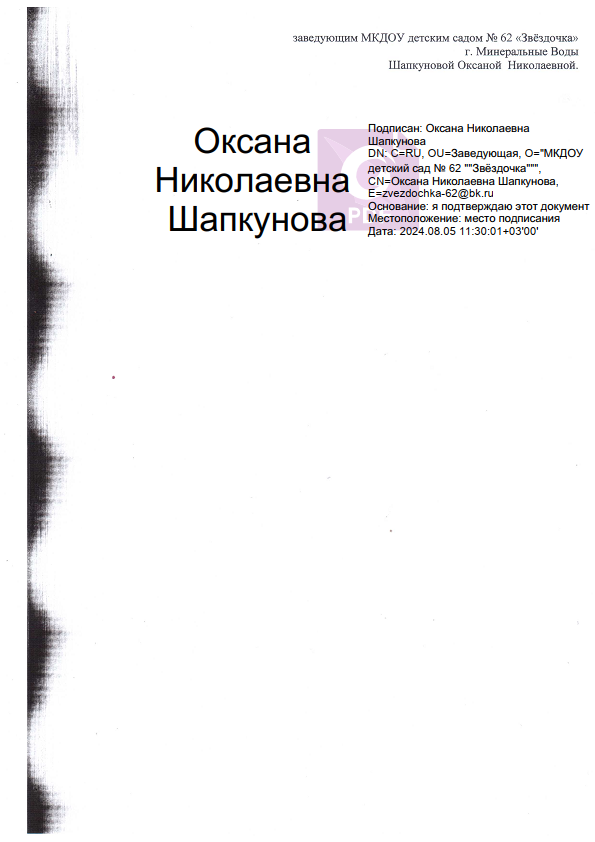 заведующим МКДОУ детским садом № 62 «Звёздочка»
г. Минеральные Воды
Шапкуновой Оксаной  Николаевной.
Оксана
Николаевна
Шапкунова
Подписан: Оксана Николаевна
Шапкунова
DN: C=RU, OU=Заведующая, O="МКДОУ
детский сад № 62 ""Звёздочка""",
CN=Оксана Николаевна Шапкунова,
E=zvezdochka-62@bk.ru
Основание: я подтверждаю этот документ
Местоположение: место подписания
Дата: 2024.08.05 11:30:01+03'00'